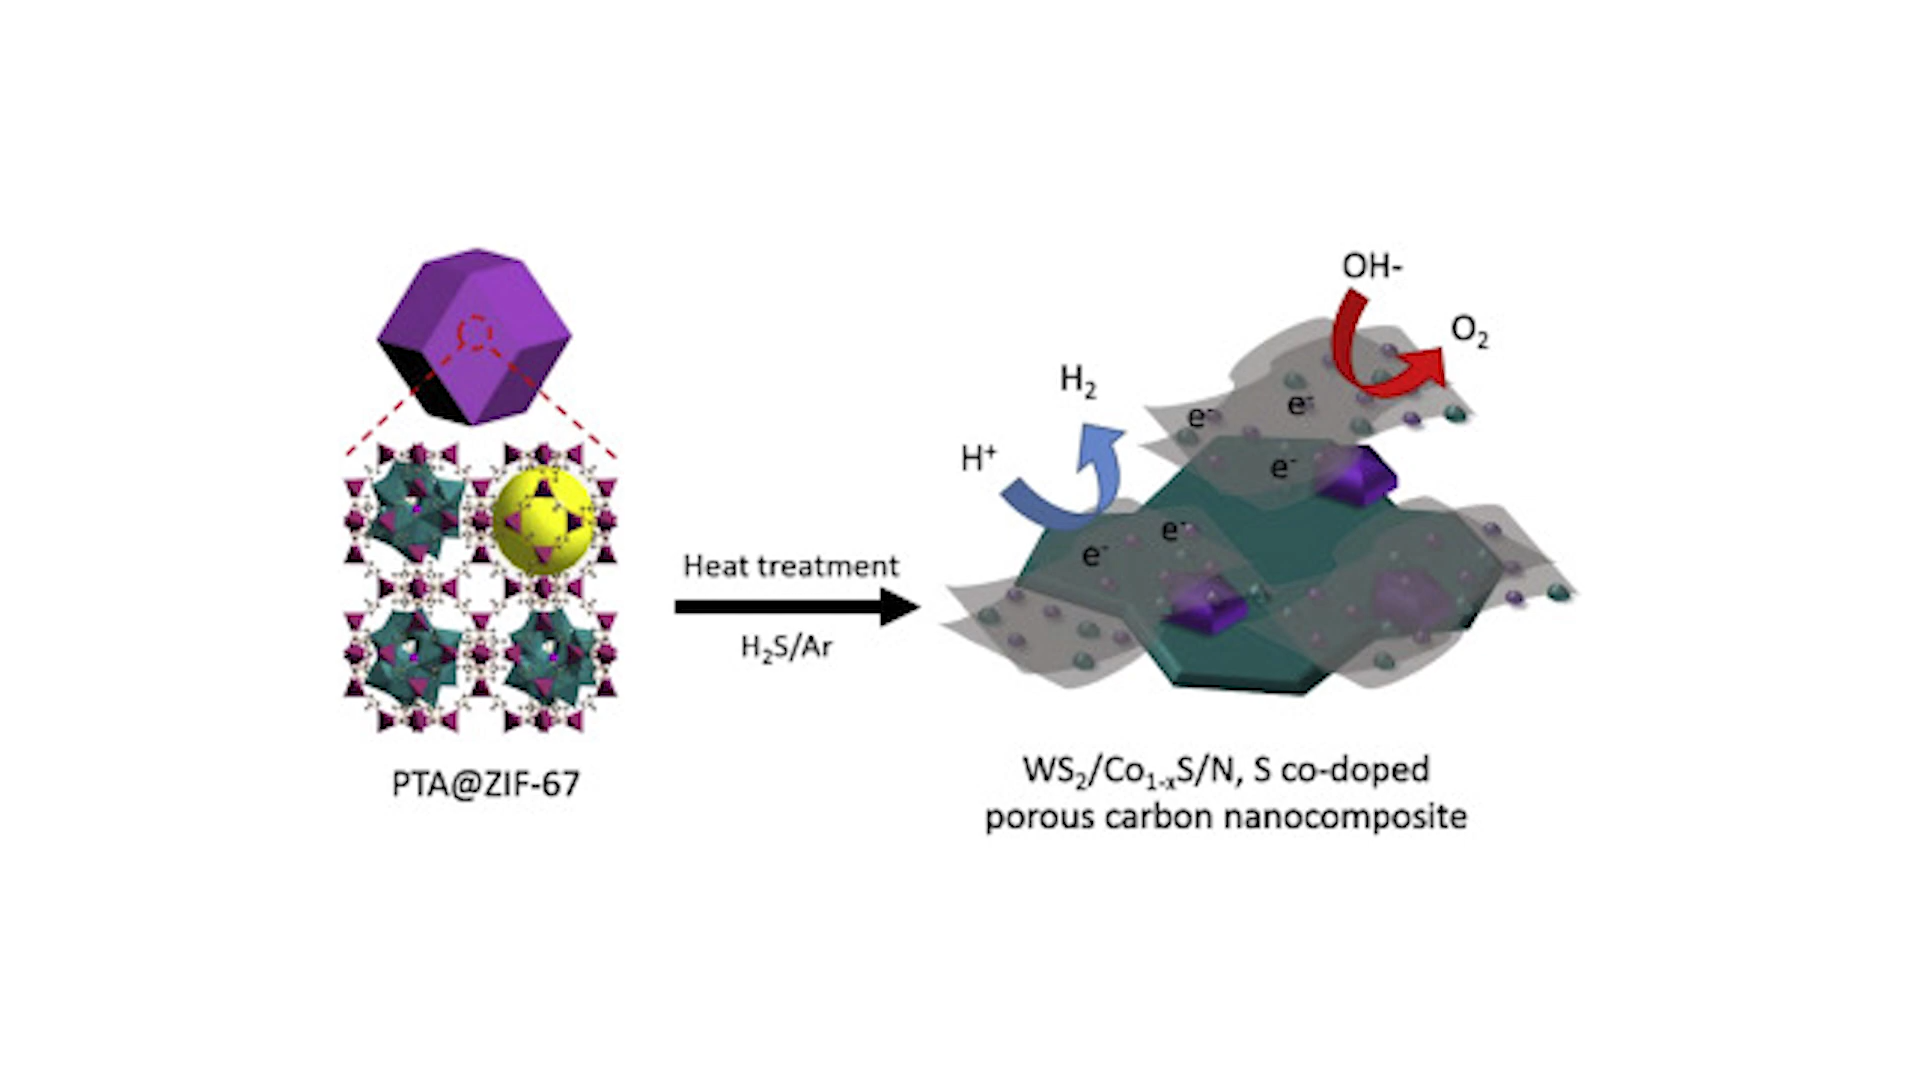 PTA@ZIF-67
Heat treatment
H₂S/Ar
H⁺
H₂
OH-
O₂
e⁻
e⁻
e⁻
e⁻
e⁻
WS₂/Co₁₋ₓS/N, S co-doped
porous carbon nanocomposite